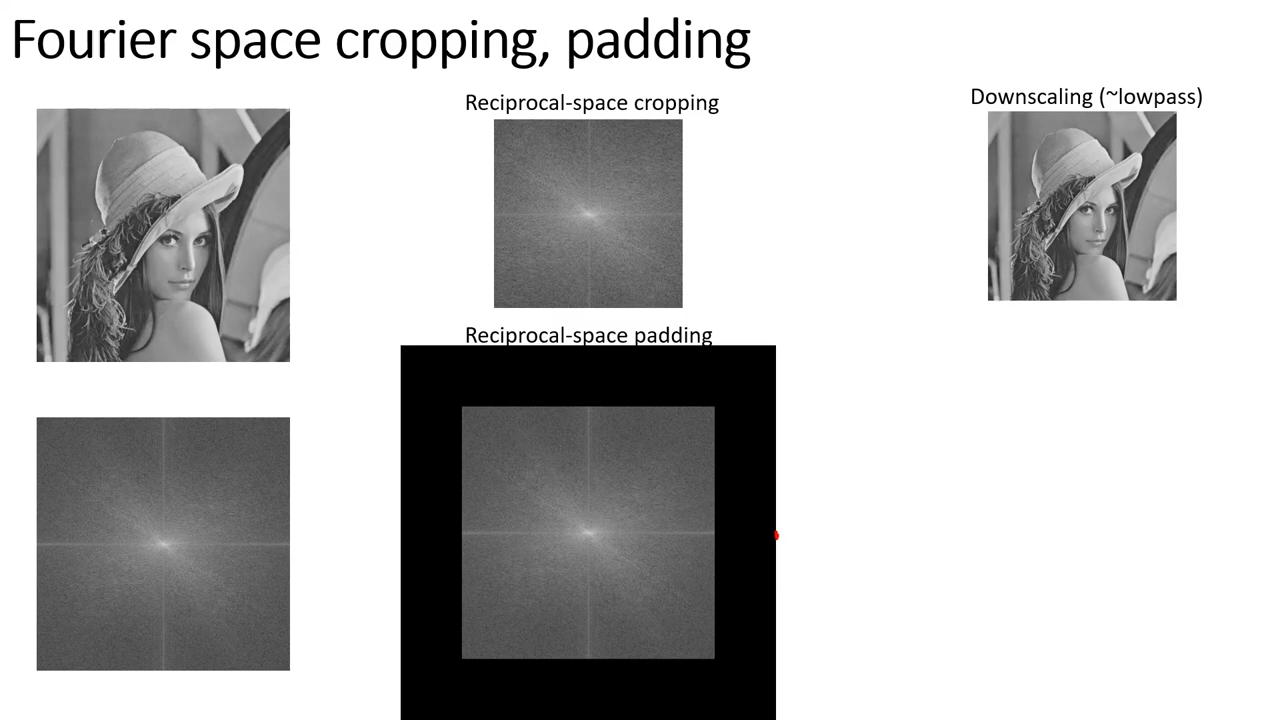 Fourier space cropping, padding
Reciprocal-space cropping
Downscaling (~lowpass)
Reciprocal-space padding